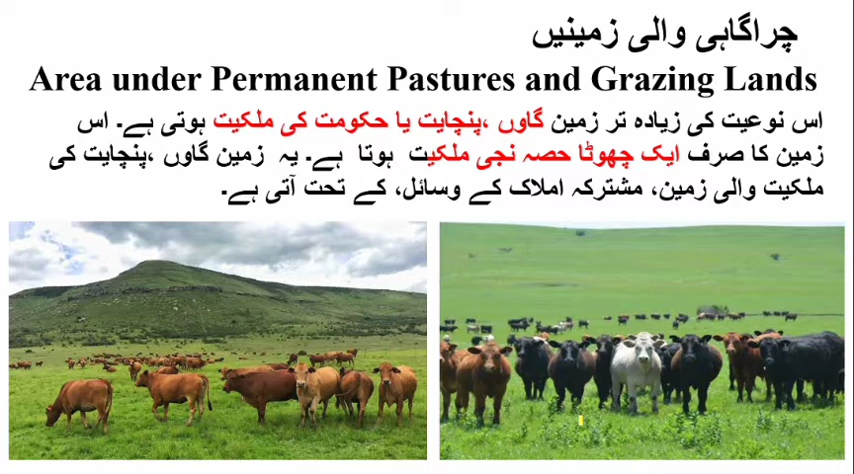 چراگاہی والی زمینیں
Area under Permanent Pastures and Grazing Lands
اس نوعیت کی زیادہ تر زمین گاوں ،پنچایت یا حکومت کی ملکیت ہوتی ہے۔ اس
زمین کا صرف ایک چھوٹا حصہ نجی ملکیت ہوتا ہے۔ یہ زمین گاوں ،پنچایت کی
ملکیت والی زمین، مشترکہ املاک کے وسائل، کے تحت آتی ہے۔